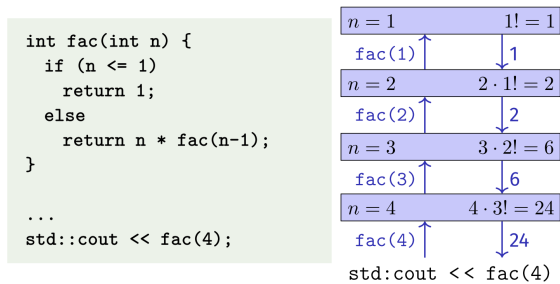 int fac(int n) {
if (n <= 1)
return 1;
else
return n * fac(n-1);
}
...
std::cout << fac(4);
n = 1 1! = 1
fac(1) 1
n = 2 2 · 1! = 2
fac(2) 2
n = 3 3 · 2! = 6
fac(3) 6
n = 4 4 · 3! = 24
fac(4) 24
std:cout << fac(4)